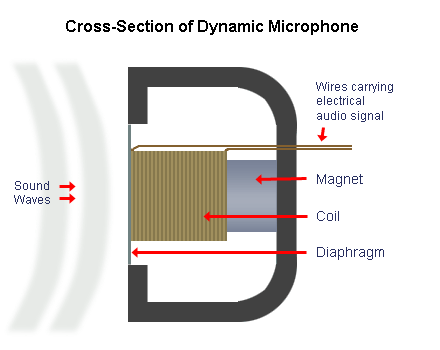 Cross-Section of Dynamic Microphone
Wires carrying
electrical
audio signal
Sound
Waves
Magnet
Coil
Diaphragm